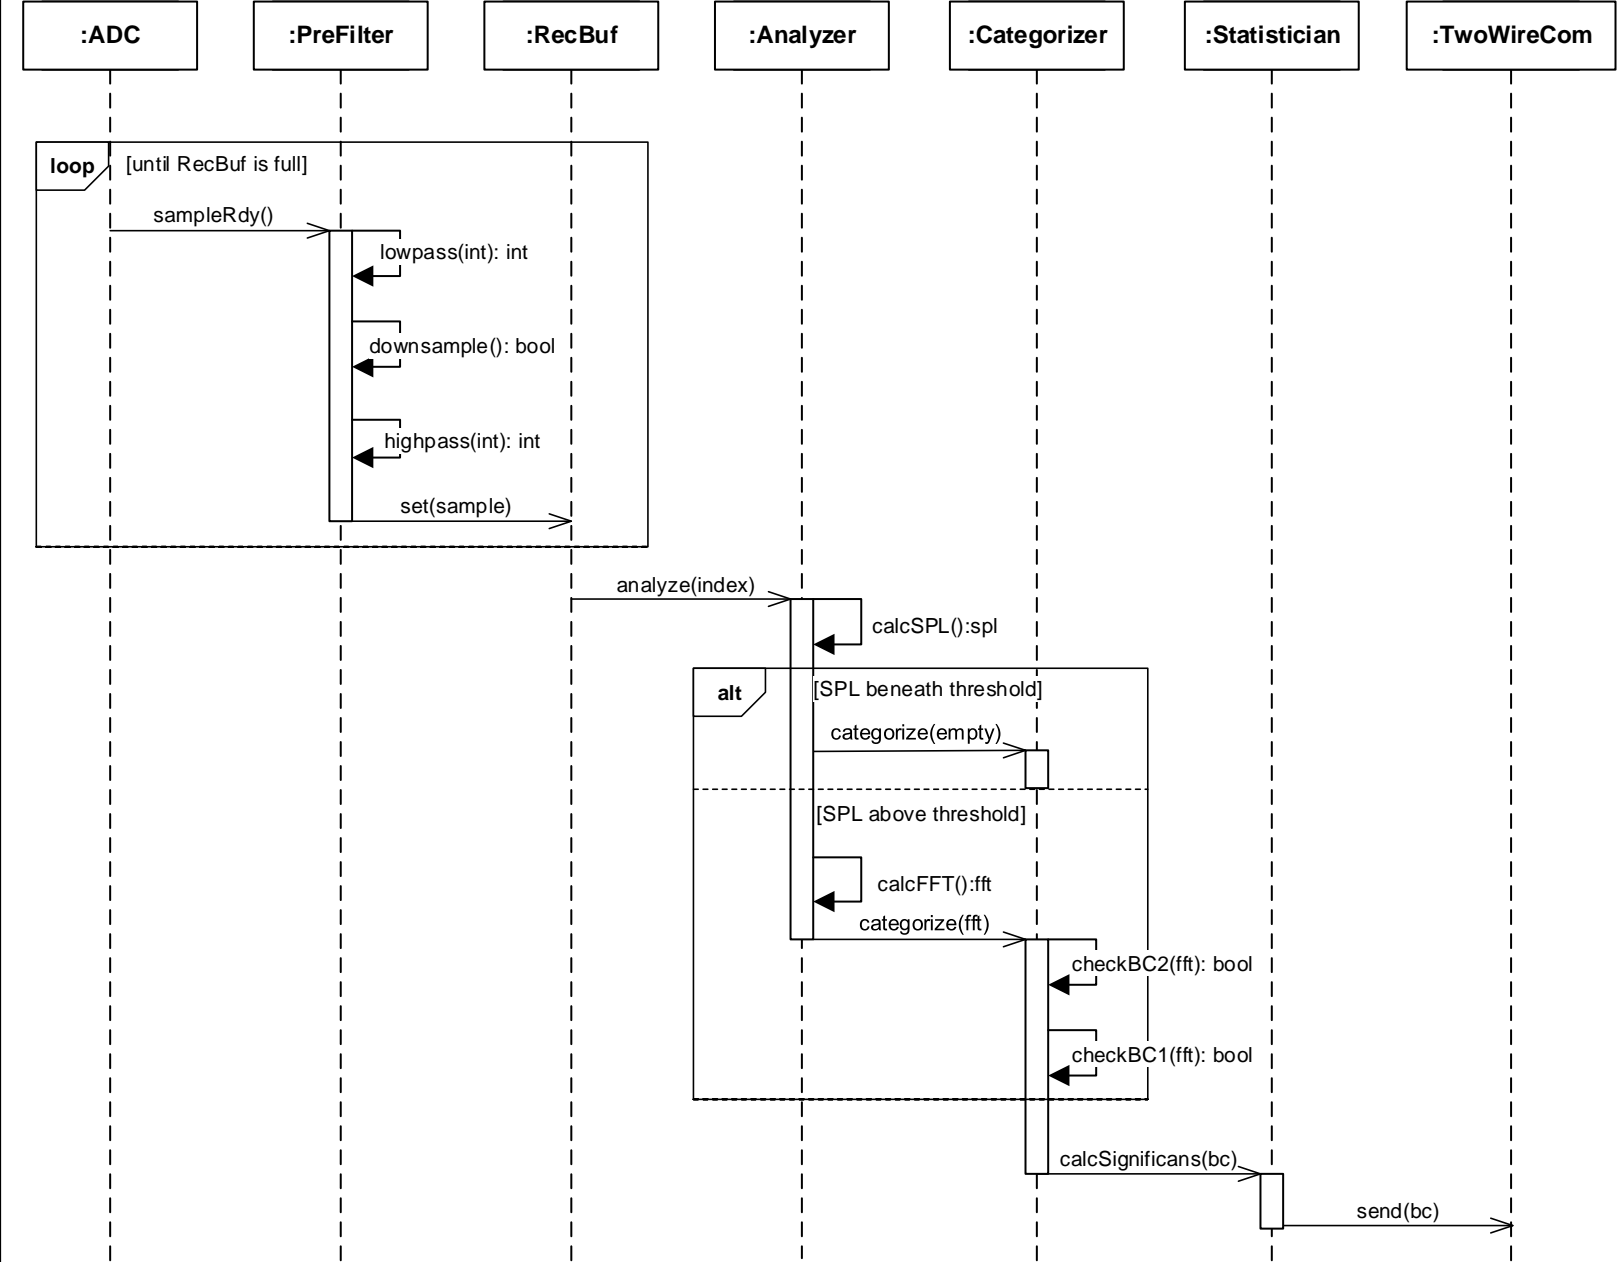 :ADC
:PreFilter
:RecBuf
:Analyzer
:Categorizer
:Statistician
:TwoWireCom
loop
[until RecBuf is full]
sampleRdy()
lowpass(int): int
downsample(): bool
highpass(int): int
set(sample)
analyze(index)
calcSPL():spl
alt
[SPL beneath threshold]
categorize(empty)
[SPL above threshold]
calcFFT():fft
categorize(fft)
checkBC2(fft): bool
checkBC1(fft): bool
calcSignificans(bc)
send(bc)